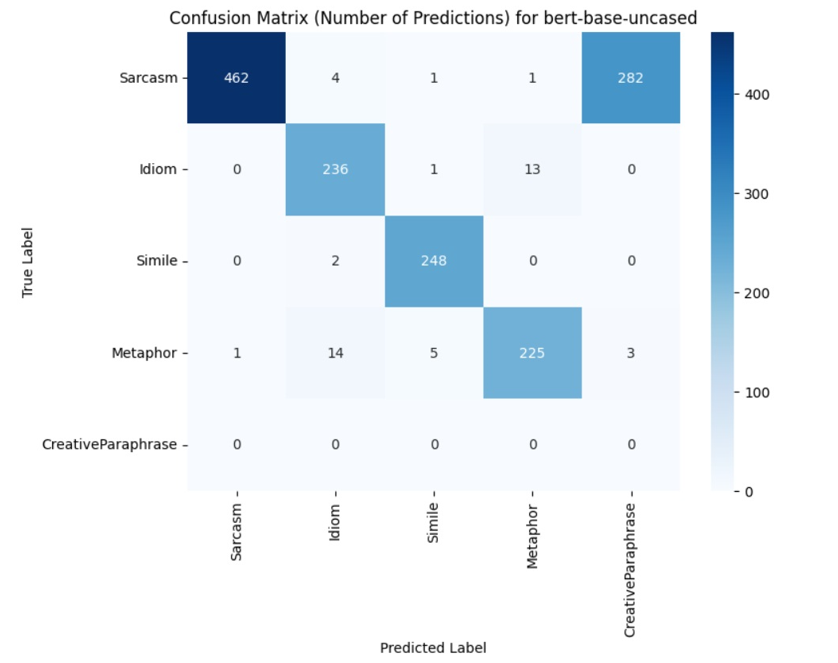 Confusion Matrix (Number of Predictions) for bert-base-uncased
True Label
Sarcasm 462 4 1 1 282
Idiom 0 236 1 13 0
Simile 0 2 248 0 0
Metaphor 1 14 5 225 3
CreativeParaphrase 0 0 0 0 0
Sarcasm Idiom Simile Metaphor CreativeParaphrase
Predicted Label
400
300
200
100
0